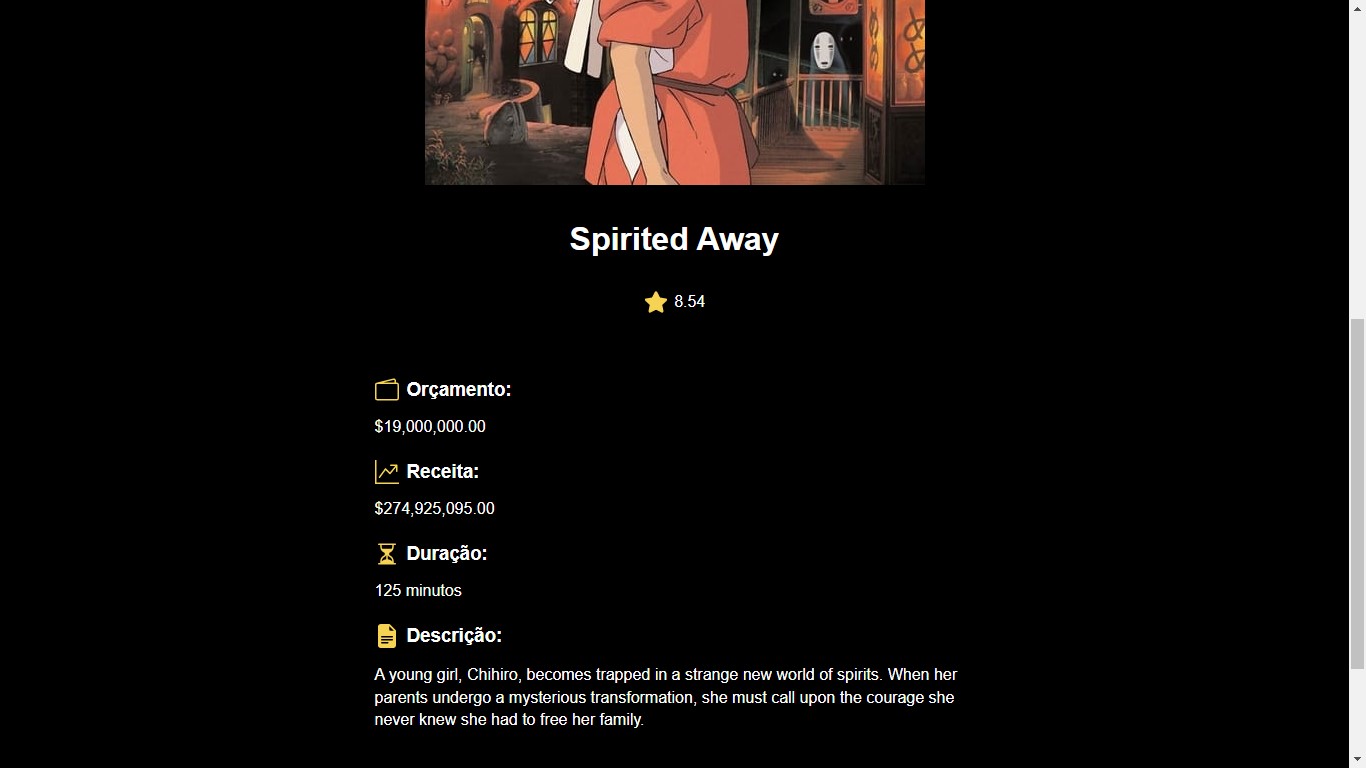 Spirited Away
8.54
Orçamento:
$19,000,000.00
Receita:
$274,925,095.00
Duração:
125 minutos
Descrição:
A young girl, Chihiro, becomes trapped in a strange new world of spirits. When her
parents undergo a mysterious transformation, she must call upon the courage she
never knew she had to free her family.